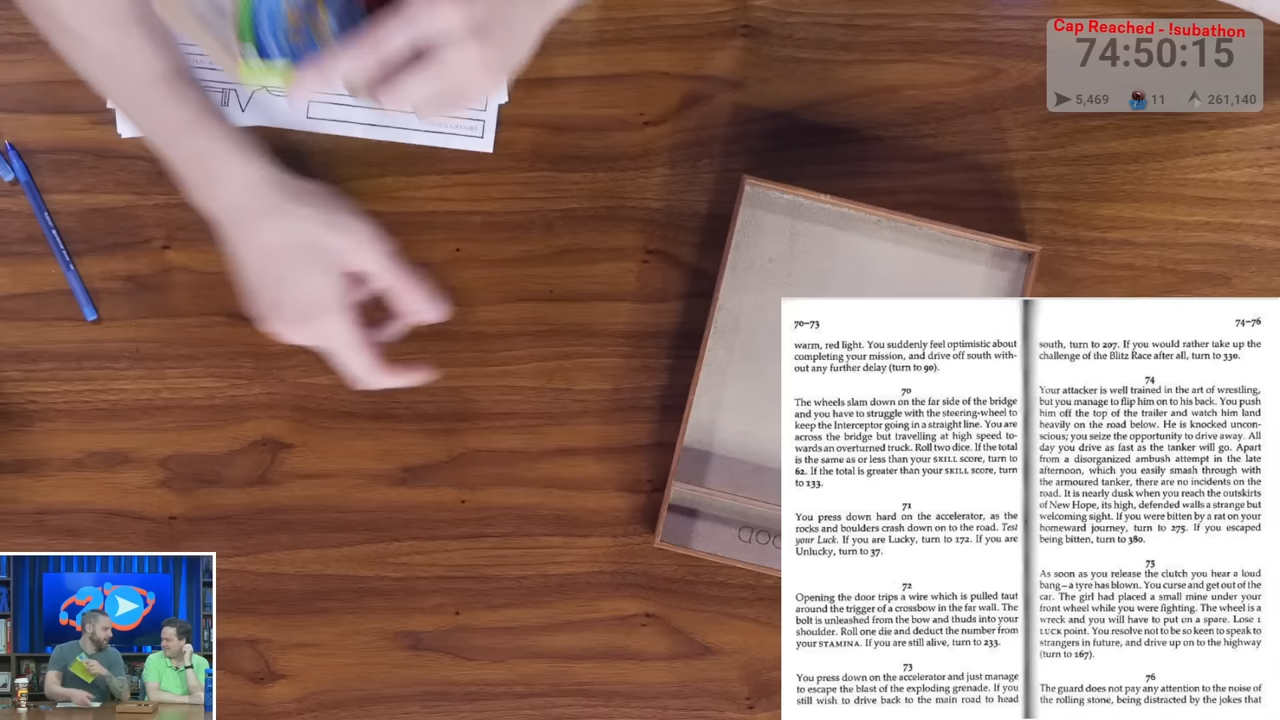 Cap Reached - !subathon
74:50:15
5,469
11
261,140
70–73
warm, red light. You suddenly feel optimistic about
completing your mission, and drive off south with-
out any further delay (turn to 90).
70
The wheels slam down on the far side of the bridge
and you have to struggle with the steering-wheel to
keep the Interceptor going in a straight line. You are
across the bridge but travelling at high speed to-
wards an overturned truck. Roll two dice. If the total
is the same as or less than your SKILL score, turn to
62. If the total is greater than your SKILL score, turn
to 133.
71
You press down hard on the accelerator, as the
rocks and boulders crash down on to the road. Test
your Luck. If you are Lucky, turn to 172. If you are
Unlucky, turn to 37.
72
Opening the door trips a wire which is pulled taut
around the trigger of a crossbow in the far wall. The
bolt is unleashed from the bow and thuds into your
shoulder. Roll one die and deduct the number from
your STAMINA. If you are still alive, turn to 233.
73
You press down on the accelerator and just manage
to escape the blast of the exploding grenade. If you
still wish to drive back to the main road to head
74–76
south, turn to 207. If you would rather take up the
challenge of the Blitz Race after all, turn to 330.
74
Your attacker is well trained in the art of wrestling,
but you manage to flip him on to his back. You push
him off the top of the trailer and watch him land
heavily on the road below. He is knocked uncon-
scious; you seize the opportunity to drive away. All
day you drive as fast as the tanker will go. Apart
from a disorganized ambush attempt in the late
afternoon, which you easily smash through with
the armoured tanker, there are no incidents on the
road. It is nearly dusk when you reach the outskirts
of New Hope, its high, defended walls a strange but
welcoming sight. If you were bitten by a rat on your
homeward journey, turn to 275. If you escaped
being bitten, turn to 380.
75
As soon as you release the clutch you hear a loud
bang – a tyre has blown. You curse and get out of the
car. The girl had placed a small mine under your
front wheel while you were fighting. The wheel is a
wreck and you will have to put on a spare. Lose 1
LUCK point. You resolve not to be so keen to speak to
strangers in future, and drive up on to the highway
(turn to 167).
76
The guard does not pay any attention to the noise of
the rolling stone, being distracted by the jokes that